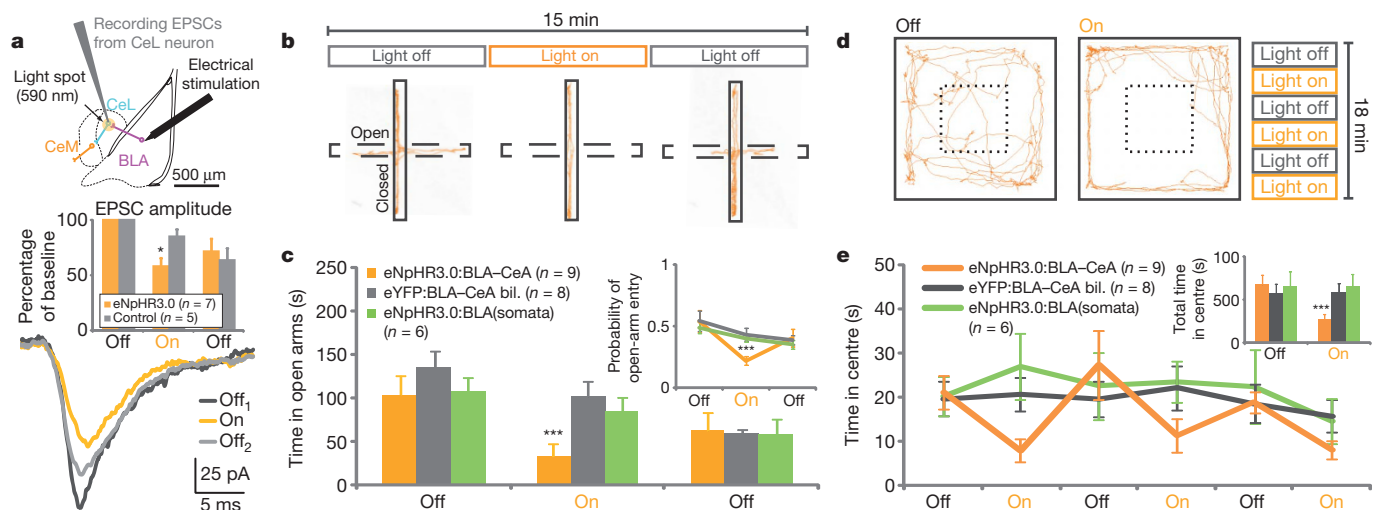 a
Recording EPSCs
from CeL neuron
Light spot
(590 nm)
Electrical
stimulation
CeL
CeM
BLA
500 μm
EPSC amplitude
Percentage
of baseline
100
50
0
*
eNpHR3.0 (n = 7)
Control (n = 5)
Off On Off
Off1
On
Off2
25 pA
5 ms
b
15 min
Light off Light on Light off
Open
Closed
c
Time in open arms (s)
250
200
150
100
50
0
eNpHR3.0:BLA–CeA (n = 9)
eYFP:BLA–CeA bil. (n = 8)
eNpHR3.0:BLA(somata)
(n = 6)
***
Off On Off
Probability of
open-arm entry
1
0.5
0
***
Off On Off
d
Off On
Light off
Light on
Light off
Light on
Light off
Light on
18 min
e
Time in centre (s)
50
40
30
20
10
0
eNpHR3.0:BLA–CeA (n = 9)
eYFP:BLA–CeA bil. (n = 8)
eNpHR3.0:BLA(somata)
(n = 6)
Off On Off On Off On
Total time
in centre (s)
1000
500
0
***
Off On